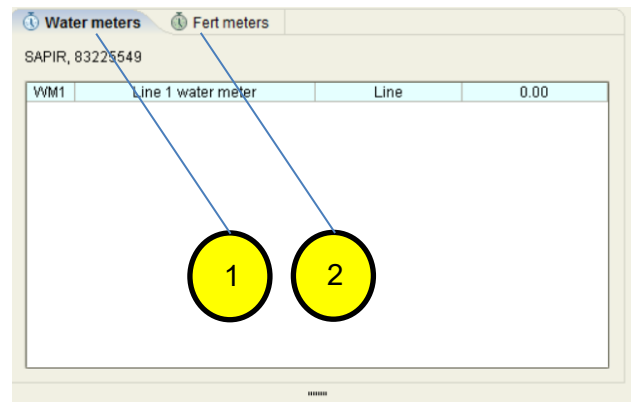 Water meters Fert meters
SAPIR, 83225549
WM1 Line 1 water meter Line 0.00
1 2